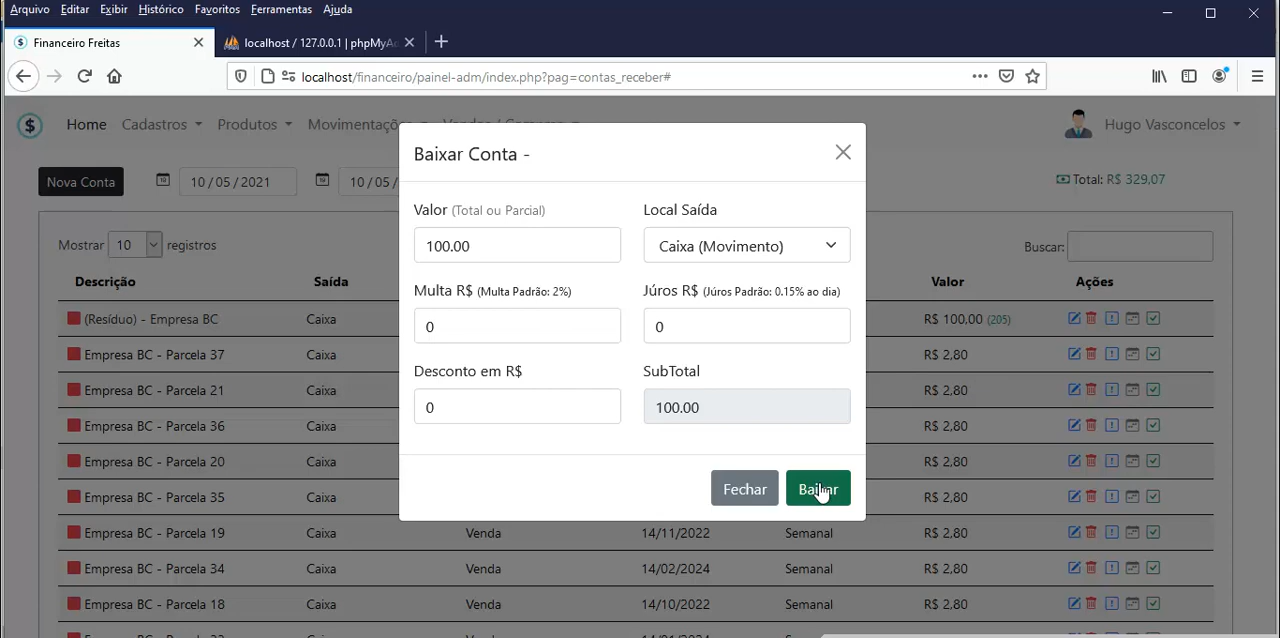 Arquivo Editar Exibir Histórico Favoritos Ferramentas Ajuda
Financeiro Freitas localhost / 127.0.0.1 | phpMyAd
localhost/financeiro/painel-adm/index.php?pag=contas_receber#
$ Home Cadastros Produtos Movimentações Hugo Vasconcelos
Baixar Conta -
Nova Conta 10 / 05 / 2021 10 / 05 / Total: R$ 329,07
Valor (Total ou Parcial) Local Saída
Mostrar 10 registros 100.00 Caixa (Movimento) Buscar:
Descrição Saída Multa R$ (Multa Padrão: 2%) Júros R$ (Júros Padrão: 0.15% ao dia) Valor Ações
(Resíduo) - Empresa BC Caixa 0 0 R$ 100,00 (205)
Empresa BC - Parcela 37 Caixa R$ 2,80
Desconto em R$ SubTotal
Empresa BC - Parcela 21 Caixa 0 100.00 R$ 2,80
Empresa BC - Parcela 36 Caixa R$ 2,80
Empresa BC - Parcela 20 Caixa R$ 2,80
Fechar Baixar
Empresa BC - Parcela 35 Caixa R$ 2,80
Empresa BC - Parcela 19 Caixa Venda 14/11/2022 Semanal R$ 2,80
Empresa BC - Parcela 34 Caixa Venda 14/02/2024 Semanal R$ 2,80
Empresa BC - Parcela 18 Caixa Venda 14/10/2022 Semanal R$ 2,80